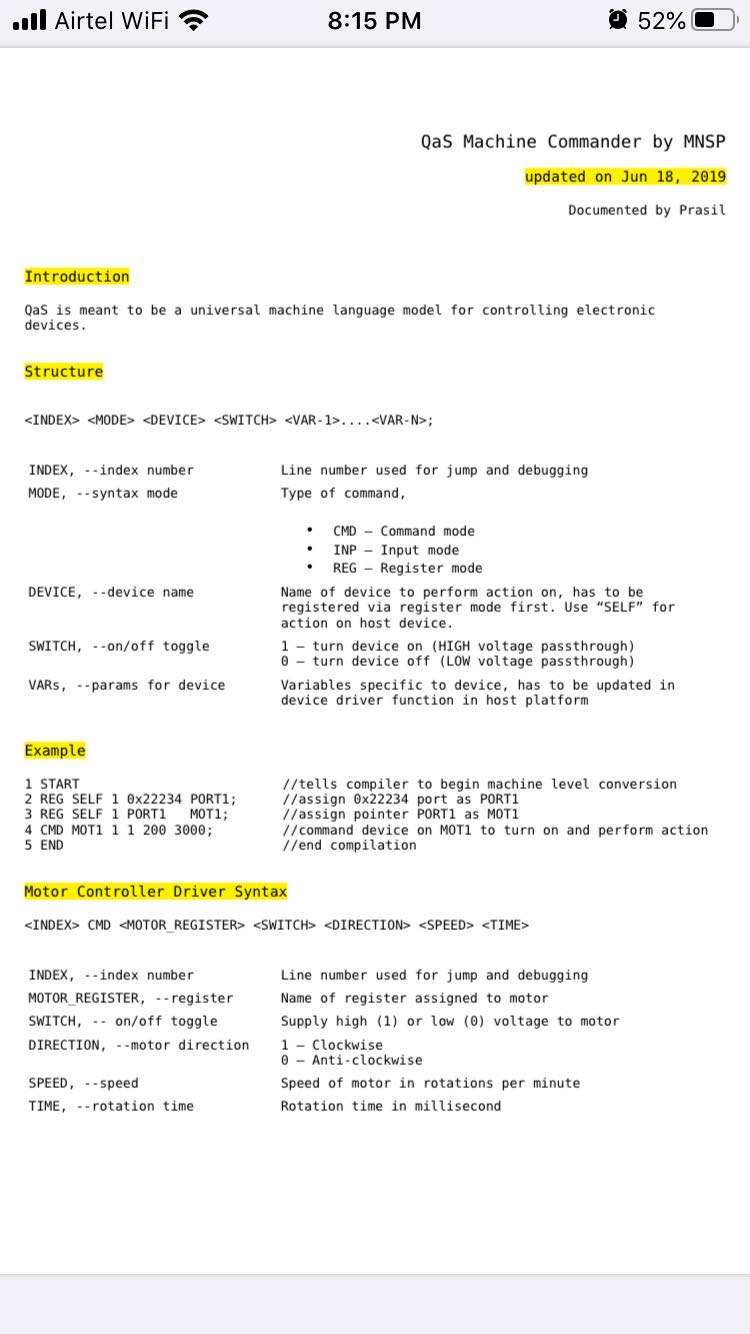 Airtel WiFi 8:15 PM 52%
QaS Machine Commander by MNSP
updated on Jun 18, 2019
Documented by Prasil
Introduction
QaS is meant to be a universal machine language model for controlling electronic
devices.
Structure
<INDEX> <MODE> <DEVICE> <SWITCH> <VAR-1>....<VAR-N>;
INDEX, --index number Line number used for jump and debugging
MODE, --syntax mode Type of command,
• CMD – Command mode
• INP – Input mode
• REG – Register mode
DEVICE, --device name Name of device to perform action on, has to be
registered via register mode first. Use “SELF” for
action on host device.
SWITCH, --on/off toggle 1 – turn device on (HIGH voltage passthrough)
0 – turn device off (LOW voltage passthrough)
VARs, --params for device Variables specific to device, has to be updated in
device driver function in host platform
Example
1 START //tells compiler to begin machine level conversion
2 REG SELF 1 0x22234 PORT1; //assign 0x22234 port as PORT1
3 REG SELF 1 PORT1 MOT1; //assign pointer PORT1 as MOT1
4 CMD MOT1 1 1 200 3000; //command device on MOT1 to turn on and perform action
5 END //end compilation
Motor Controller Driver Syntax
<INDEX> CMD <MOTOR_REGISTER> <SWITCH> <DIRECTION> <SPEED> <TIME>
INDEX, --index number Line number used for jump and debugging
MOTOR_REGISTER, --register Name of register assigned to motor
SWITCH, -- on/off toggle Supply high (1) or low (0) voltage to motor
DIRECTION, --motor direction 1 – Clockwise
0 – Anti-clockwise
SPEED, --speed Speed of motor in rotations per minute
TIME, --rotation time Rotation time in millisecond